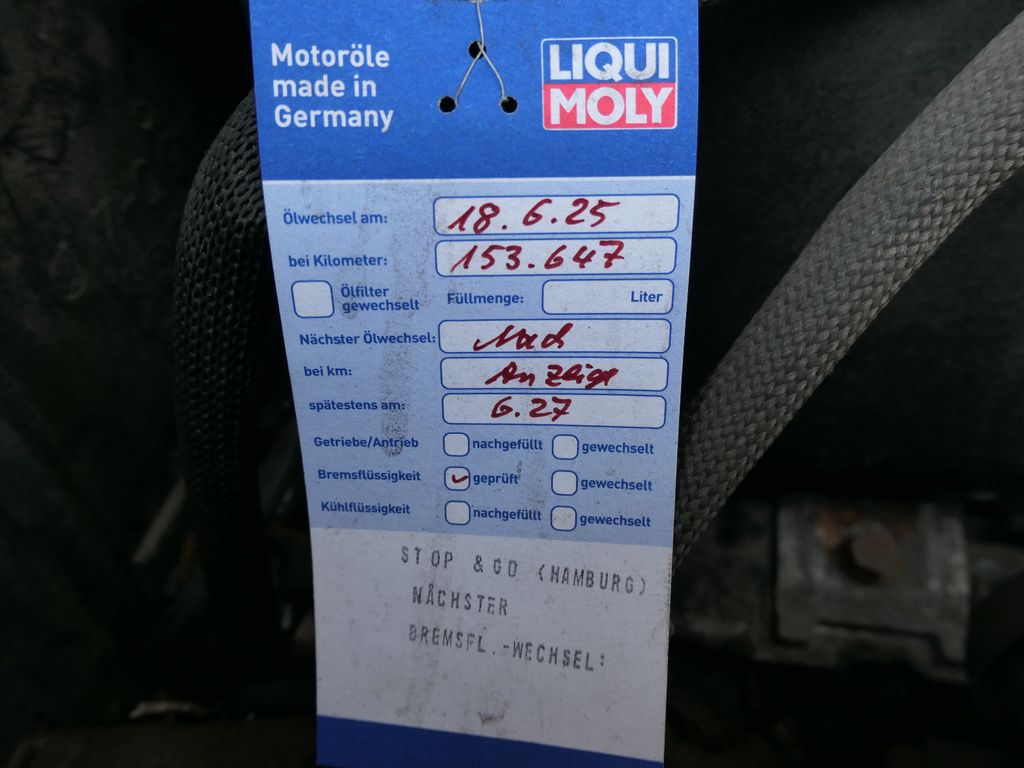 Motoröle
made in
Germany
LIQUI
MOLY
Ölwechsel am: 18.6.25
bei Kilometer: 153.647
Ölfilter
gewechselt
Füllmenge: Liter
Nächster Ölwechsel: Nach
bei km: Anzeige
spätestens am: 6.27
Getriebe/Antrieb nachgefüllt gewechselt
Bremsflüssigkeit geprüft gewechselt
Kühlflüssigkeit nachgefüllt gewechselt
STOP &GO (HAMBURG)
NÄCHSTER
BREMSFL.-WECHSEL: